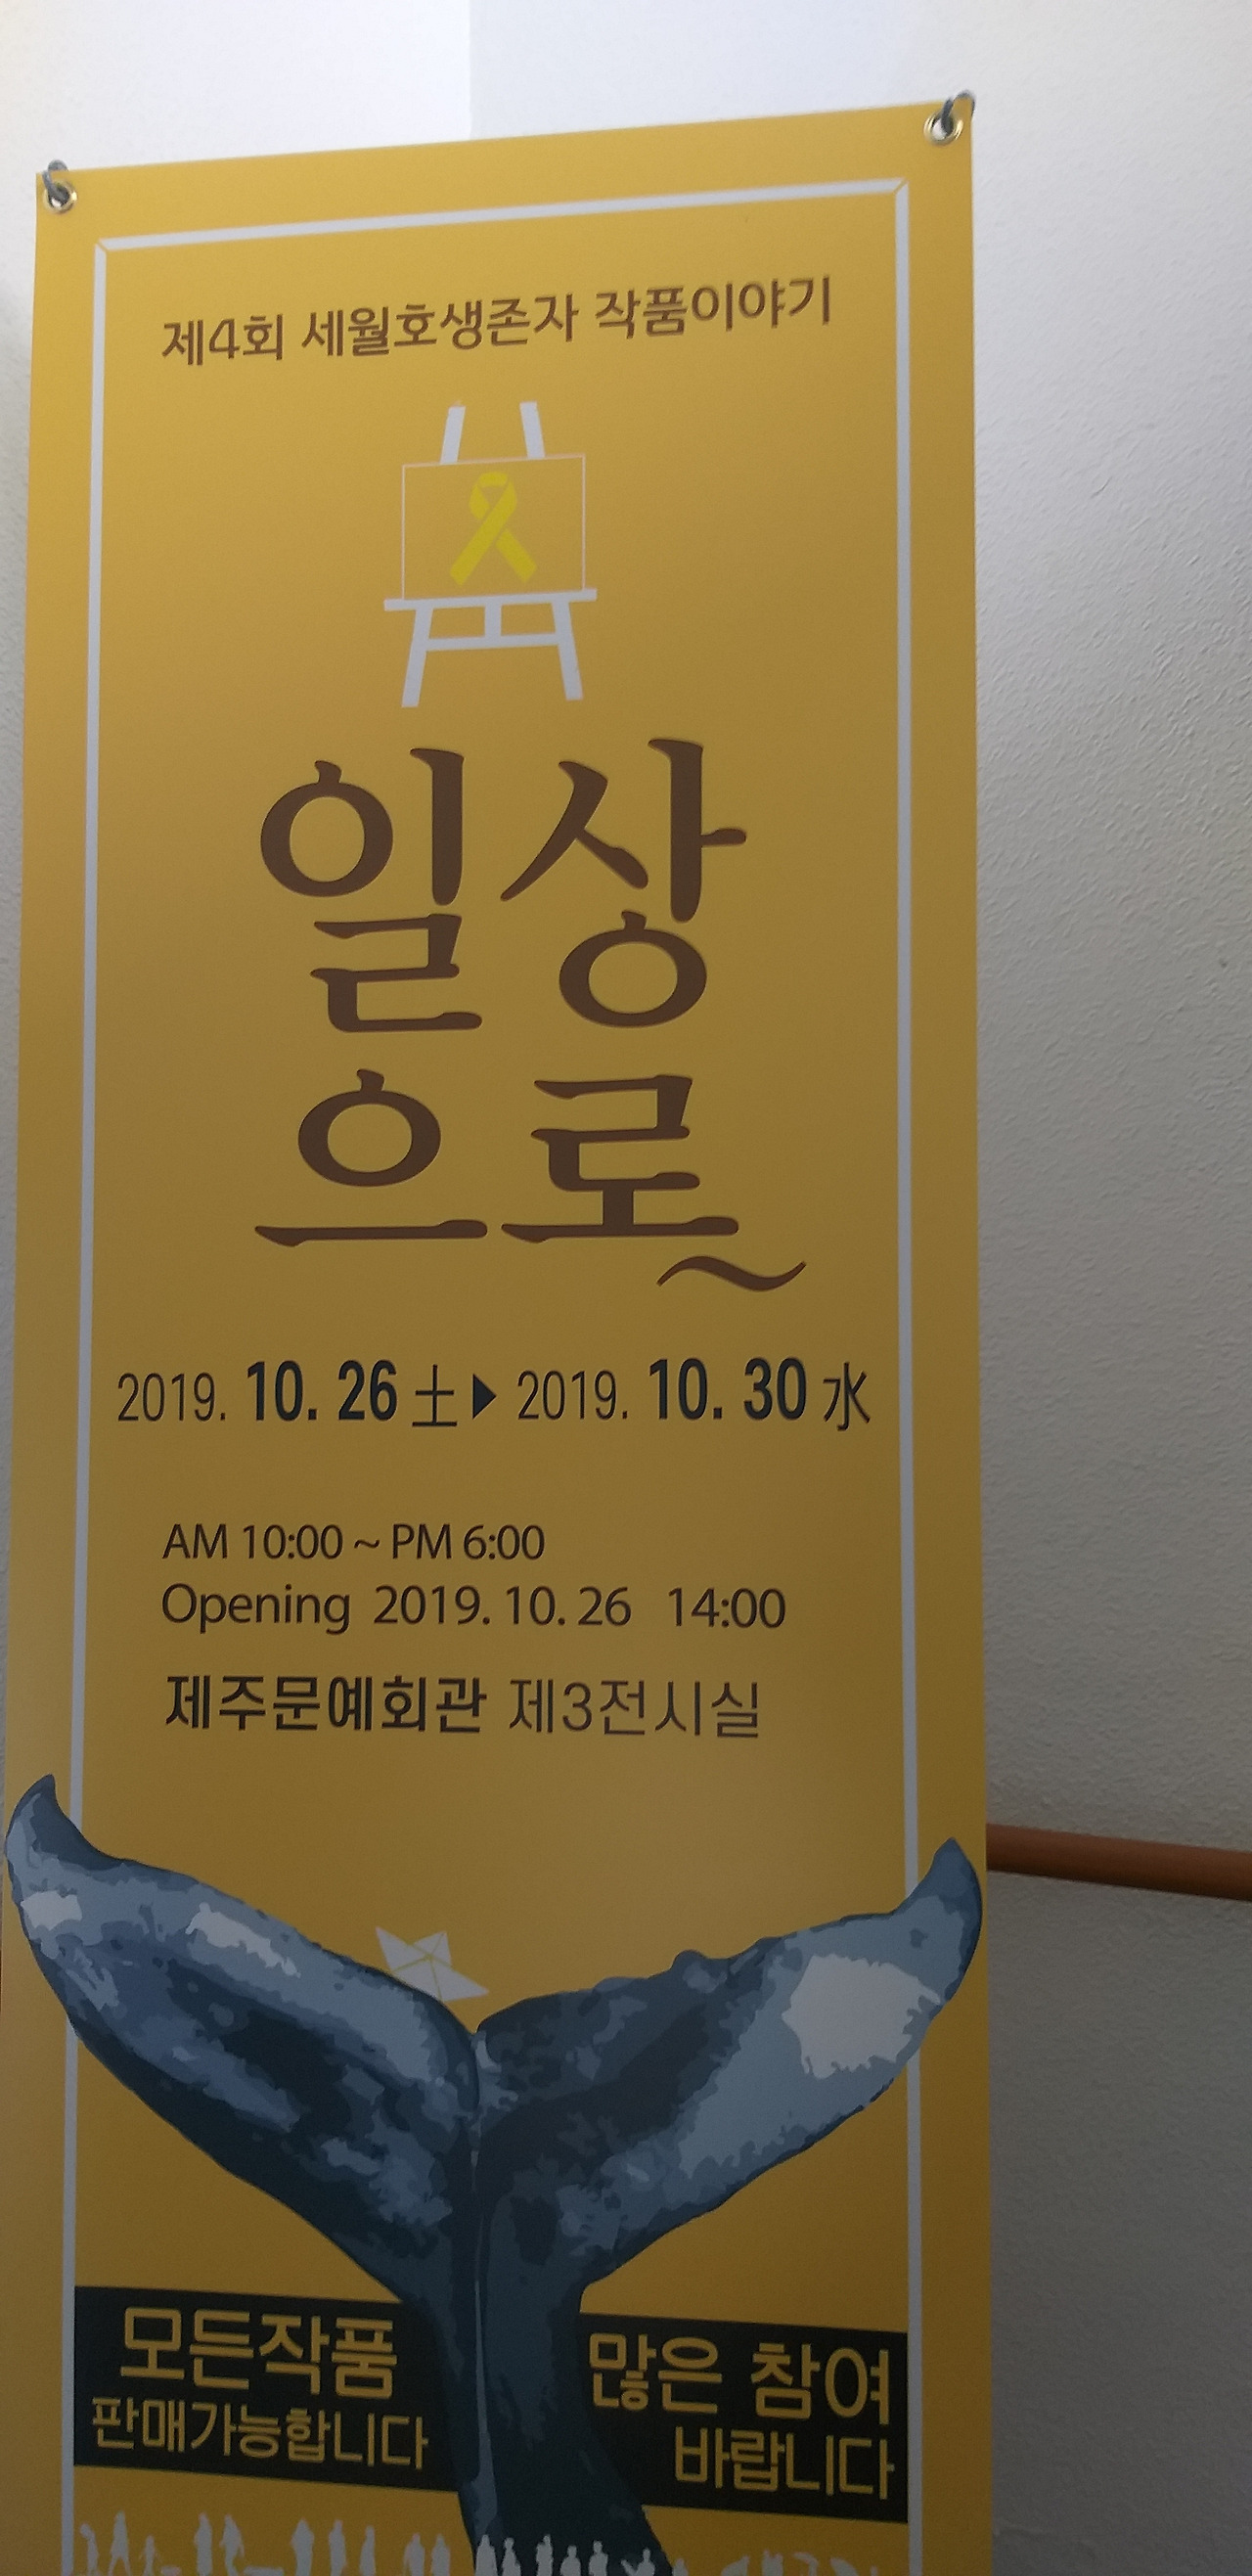 제4회 세월호생존자 작품이야기
일상
으로~
2019. 10. 26 土▶2019. 10. 30 水
AM 10:00 ~ PM 6:00
Opening 2019. 10. 26 14:00
제주문예회관 제3전시실
모든작품
판매가능합니다
많은 참여
바랍니다